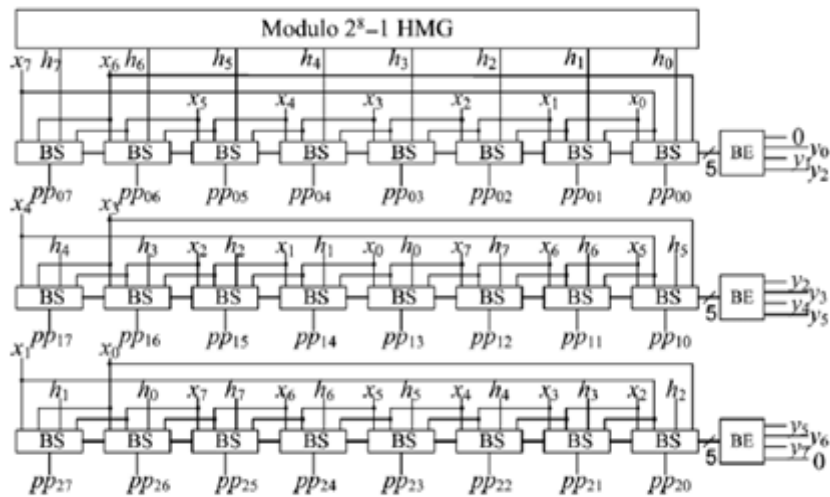 Modulo 2⁸−1 HMG
x₇ h₇ x₆ h₆ h₅ h₄ h₃ h₂ h₁ h₀
x₅ x₄ x₃ x₂ x₁ x₀
BS BS BS BS BS BS BS BS 5 BE 0 y₀ y₁ y₂
pp₀₇ pp₀₆ pp₀₅ pp₀₄ pp₀₃ pp₀₂ pp₀₁ pp₀₀
x₄ x₃
h₄ h₃ x₂ h₂ x₁ h₁ x₀ h₀ x₇ h₇ x₆ h₆ x₅ h₅
BS BS BS BS BS BS BS BS 5 BE y₂ y₃ y₄ y₅
pp₁₇ pp₁₆ pp₁₅ pp₁₄ pp₁₃ pp₁₂ pp₁₁ pp₁₀
x₁ x₀
h₁ h₀ x₇ h₇ x₆ h₆ x₅ h₅ x₄ h₄ x₃ h₃ x₂ h₂
BS BS BS BS BS BS BS BS 5 BE y₅ y₆ y₇ 0
pp₂₇ pp₂₆ pp₂₅ pp₂₄ pp₂₃ pp₂₂ pp₂₁ pp₂₀